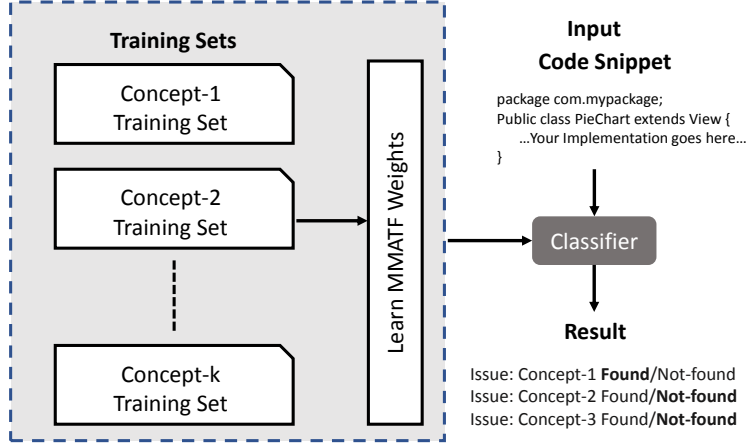 Training Sets
Concept-1
Training Set
Concept-2
Training Set
Concept-k
Training Set
Learn MMATF Weights
Input
Code Snippet
package com.mypackage;
Public class PieChart extends View {
...Your Implementation goes here...
}
Classifier
Result
Issue: Concept-1 Found/Not-found
Issue: Concept-2 Found/Not-found
Issue: Concept-3 Found/Not-found